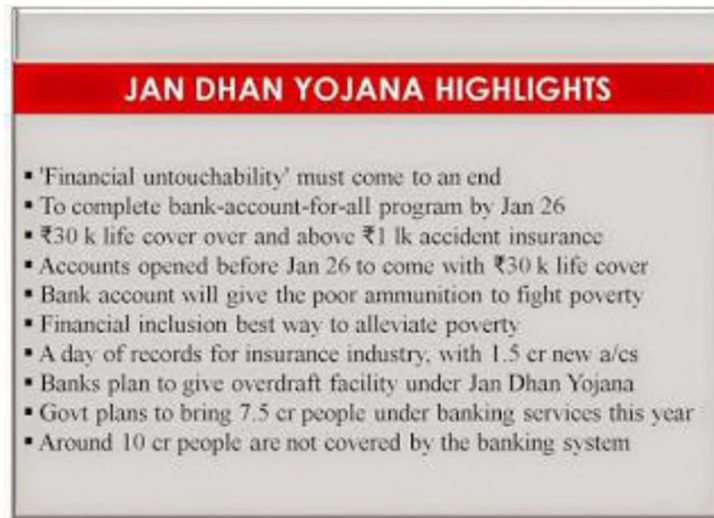 JAN DHAN YOJANA HIGHLIGHTS
▪ 'Financial untouchability' must come to an end
▪ To complete bank-account-for-all program by Jan 26
▪ ₹30 k life cover over and above ₹1 lk accident insurance
▪ Accounts opened before Jan 26 to come with ₹30 k life cover
▪ Bank account will give the poor ammunition to fight poverty
▪ Financial inclusion best way to alleviate poverty
▪ A day of records for insurance industry, with 1.5 cr new a/cs
▪ Banks plan to give overdraft facility under Jan Dhan Yojana
▪ Govt plans to bring 7.5 cr people under banking services this year
▪ Around 10 cr people are not covered by the banking system